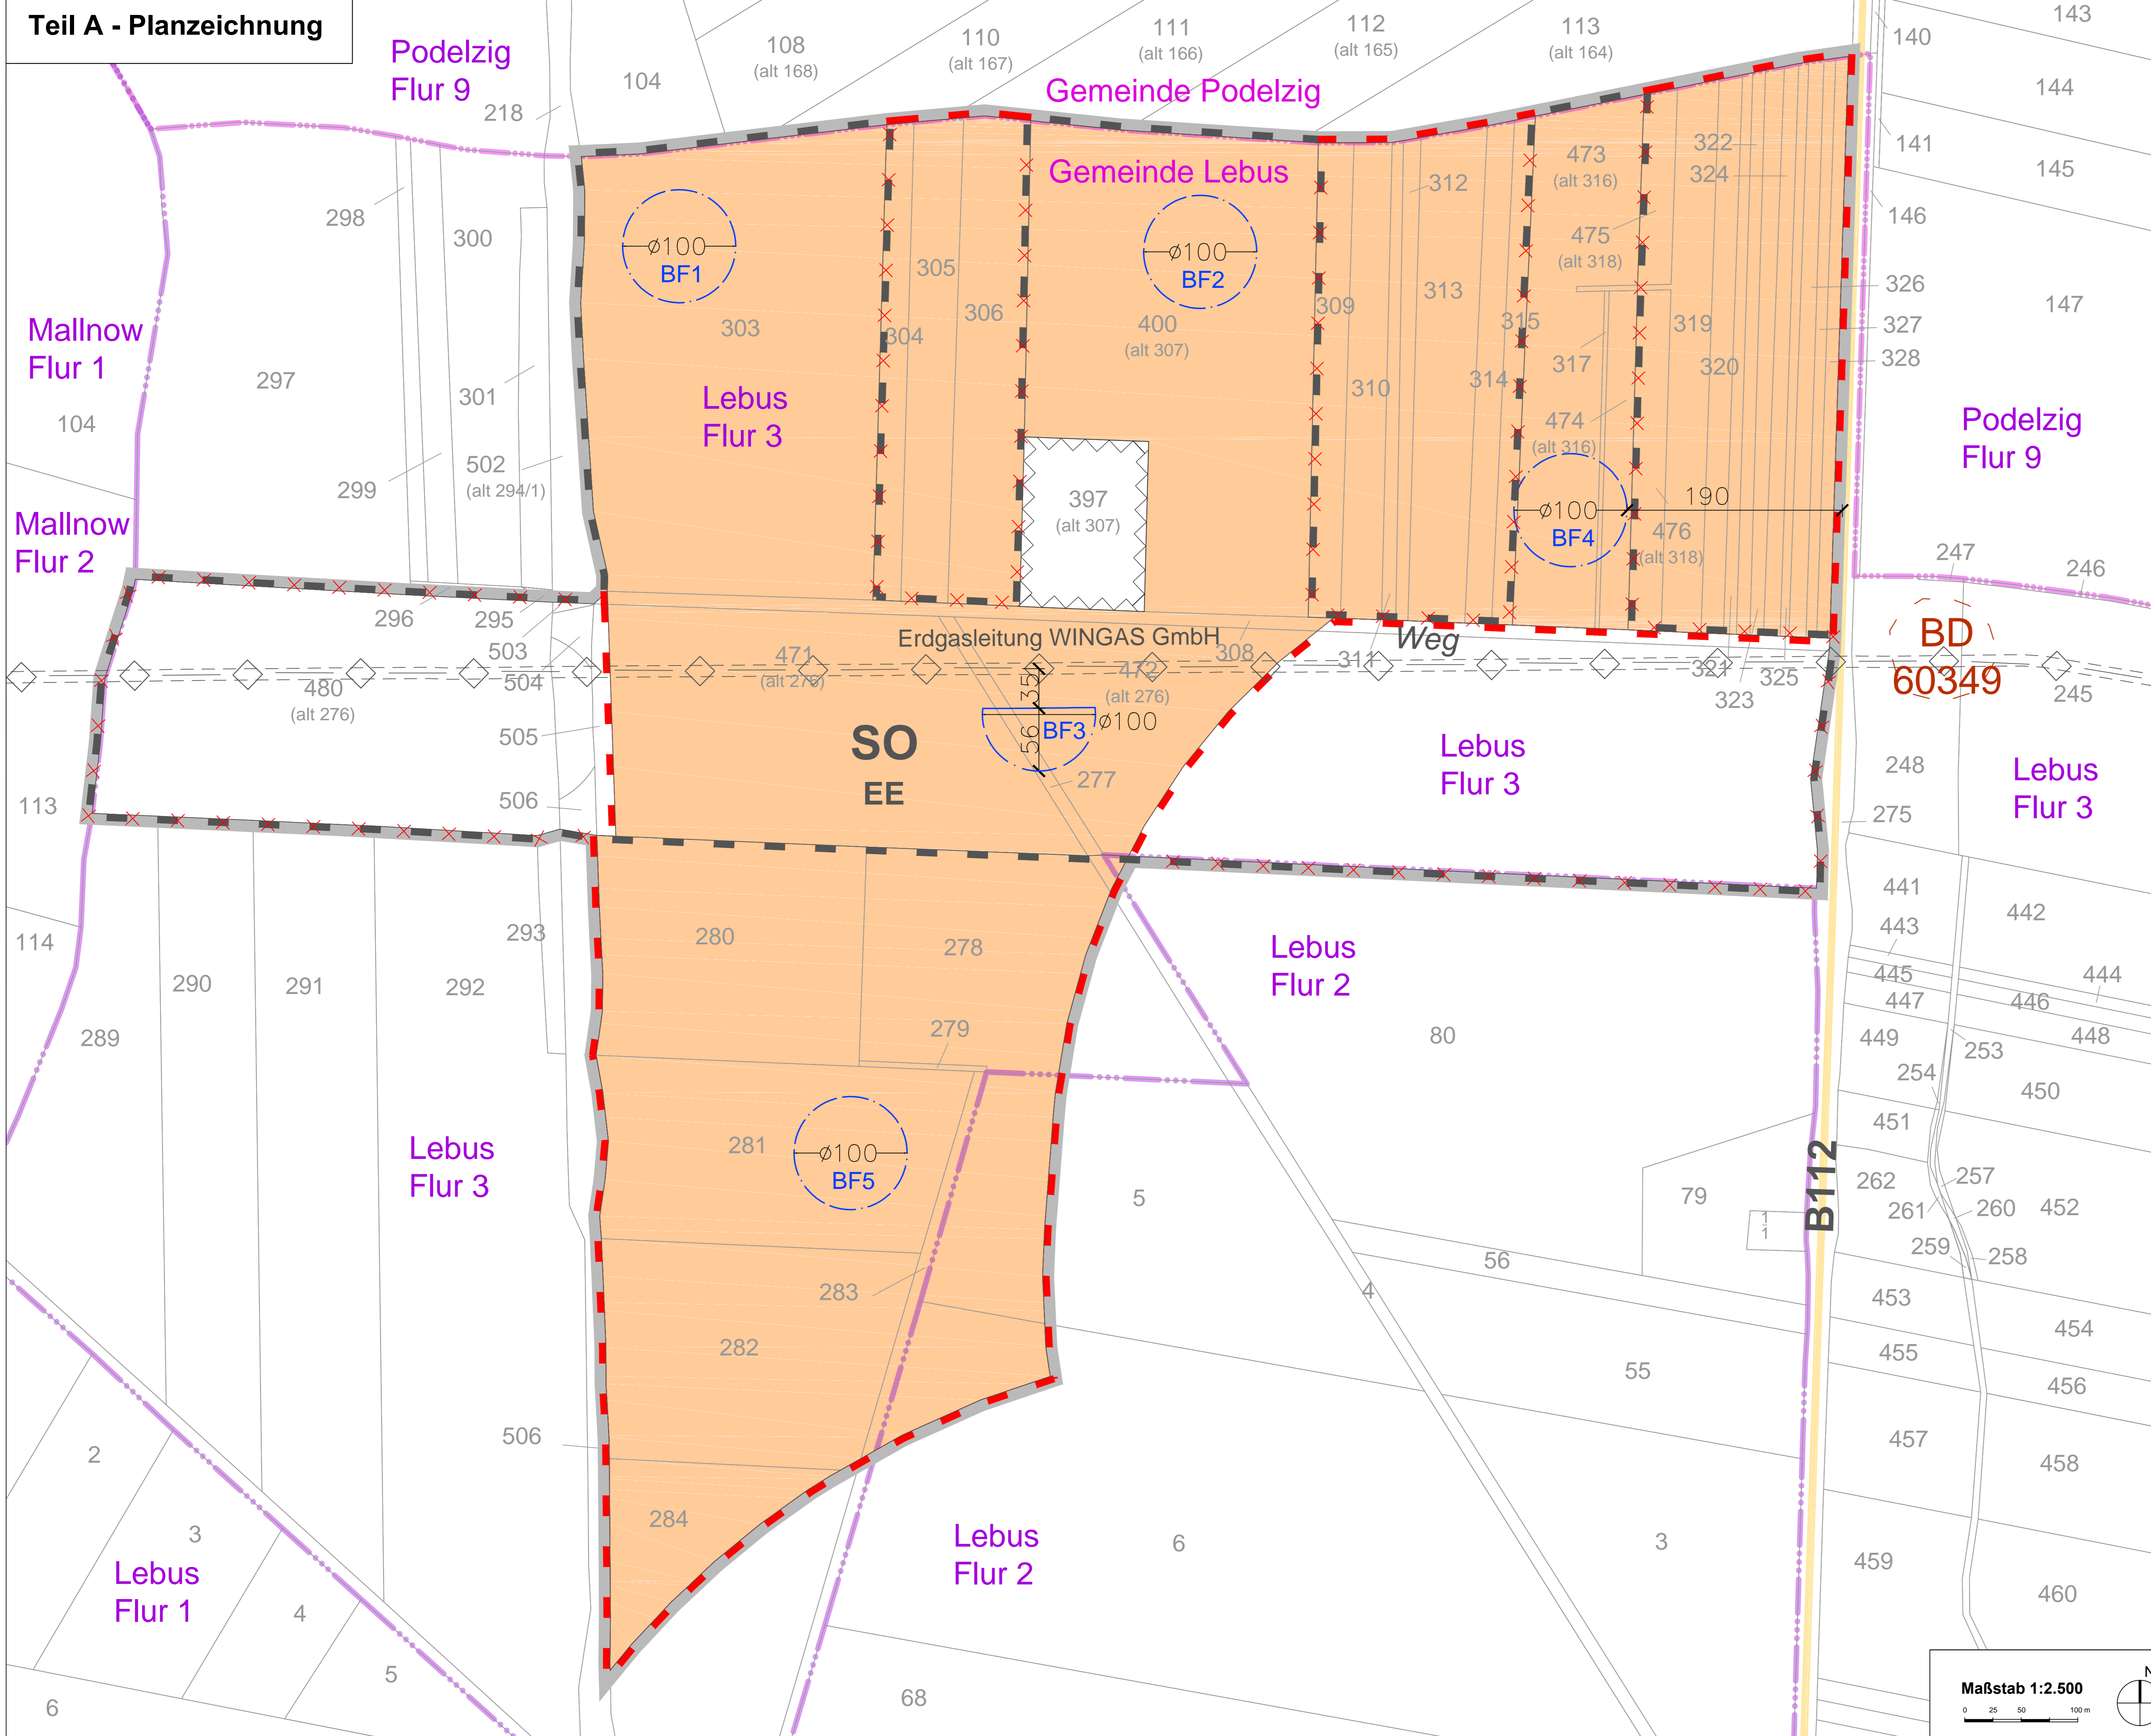 Teil A - Planzeichnung
Podelzig
Flur 9
218
104
108
(alt 168)
110
(alt 167)
111
(alt 166)
112
(alt 165)
113
(alt 164)
140
143
144
141
145
146
Gemeinde Podelzig
Gemeinde Lebus
298
300
312
473
(alt 316)
322
324
475
(alt 318)
ø100
BF1
ø100
BF2
305
306
303
304
400
(alt 307)
309
313
315
319
326
327
328
147
Mallnow
Flur 1
297
301
310
314
317
320
104
Lebus
Flur 3
474
(alt 316)
Podelzig
Flur 9
502
(alt 294/1)
299
397
(alt 307)
ø100
BF4
190
476
(alt 318)
Mallnow
Flur 2
247
246
296
295
503
504
Erdgasleitung WINGAS GmbH
308
311
Weg
321
323
325
BD
60349
245
480
(alt 276)
471
(alt 276)
472
(alt 276)
35
56
ø100
BF3
505
SO
EE
277
Lebus
Flur 3
248
Lebus
Flur 3
113
506
275
441
442
443
444
445
446
447
448
449
114
293
280
278
Lebus
Flur 2
290
291
292
279
80
253
254
450
289
451
281
ø100
BF5
Lebus
Flur 3
5
79
1
1
B112
262
257
261
260
452
259
258
56
4
283
282
453
454
455
456
55
506
457
458
2
284
3
Lebus
Flur 2
6
3
459
460
Lebus
Flur 1
4
5
6
68
Maßstab 1:2.500
0 25 50 100 m
N